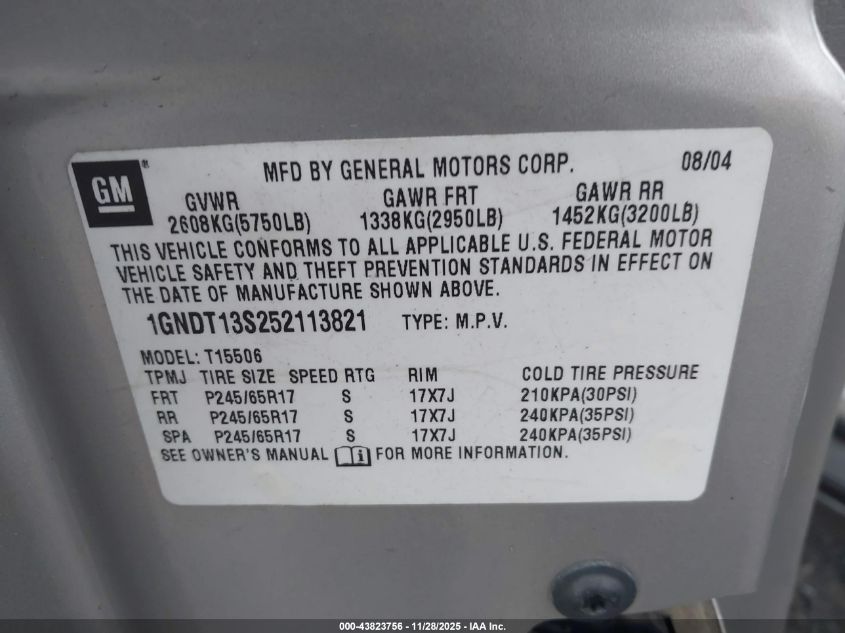 GM ® MFD BY GENERAL MOTORS CORP. 08/04
GVWR GAWR FRT GAWR RR
2608KG(5750LB) 1338KG(2950LB) 1452KG(3200LB)
THIS VEHICLE CONFORMS TO ALL APPLICABLE U.S. FEDERAL MOTOR
VEHICLE SAFETY AND THEFT PREVENTION STANDARDS IN EFFECT ON
THE DATE OF MANUFACTURE SHOWN ABOVE.
1GNDT13S252113821 TYPE: M.P.V.
MODEL: T15506
TPMJ TIRE SIZE SPEED RTG RIM COLD TIRE PRESSURE
FRT P245/65R17 S 17X7J 210KPA(30PSI)
RR P245/65R17 S 17X7J 240KPA(35PSI)
SPA P245/65R17 S 17X7J 240KPA(35PSI)
SEE OWNER'S MANUAL i FOR MORE INFORMATION.
000-43823756 - 11/28/2025 - IAA Inc.